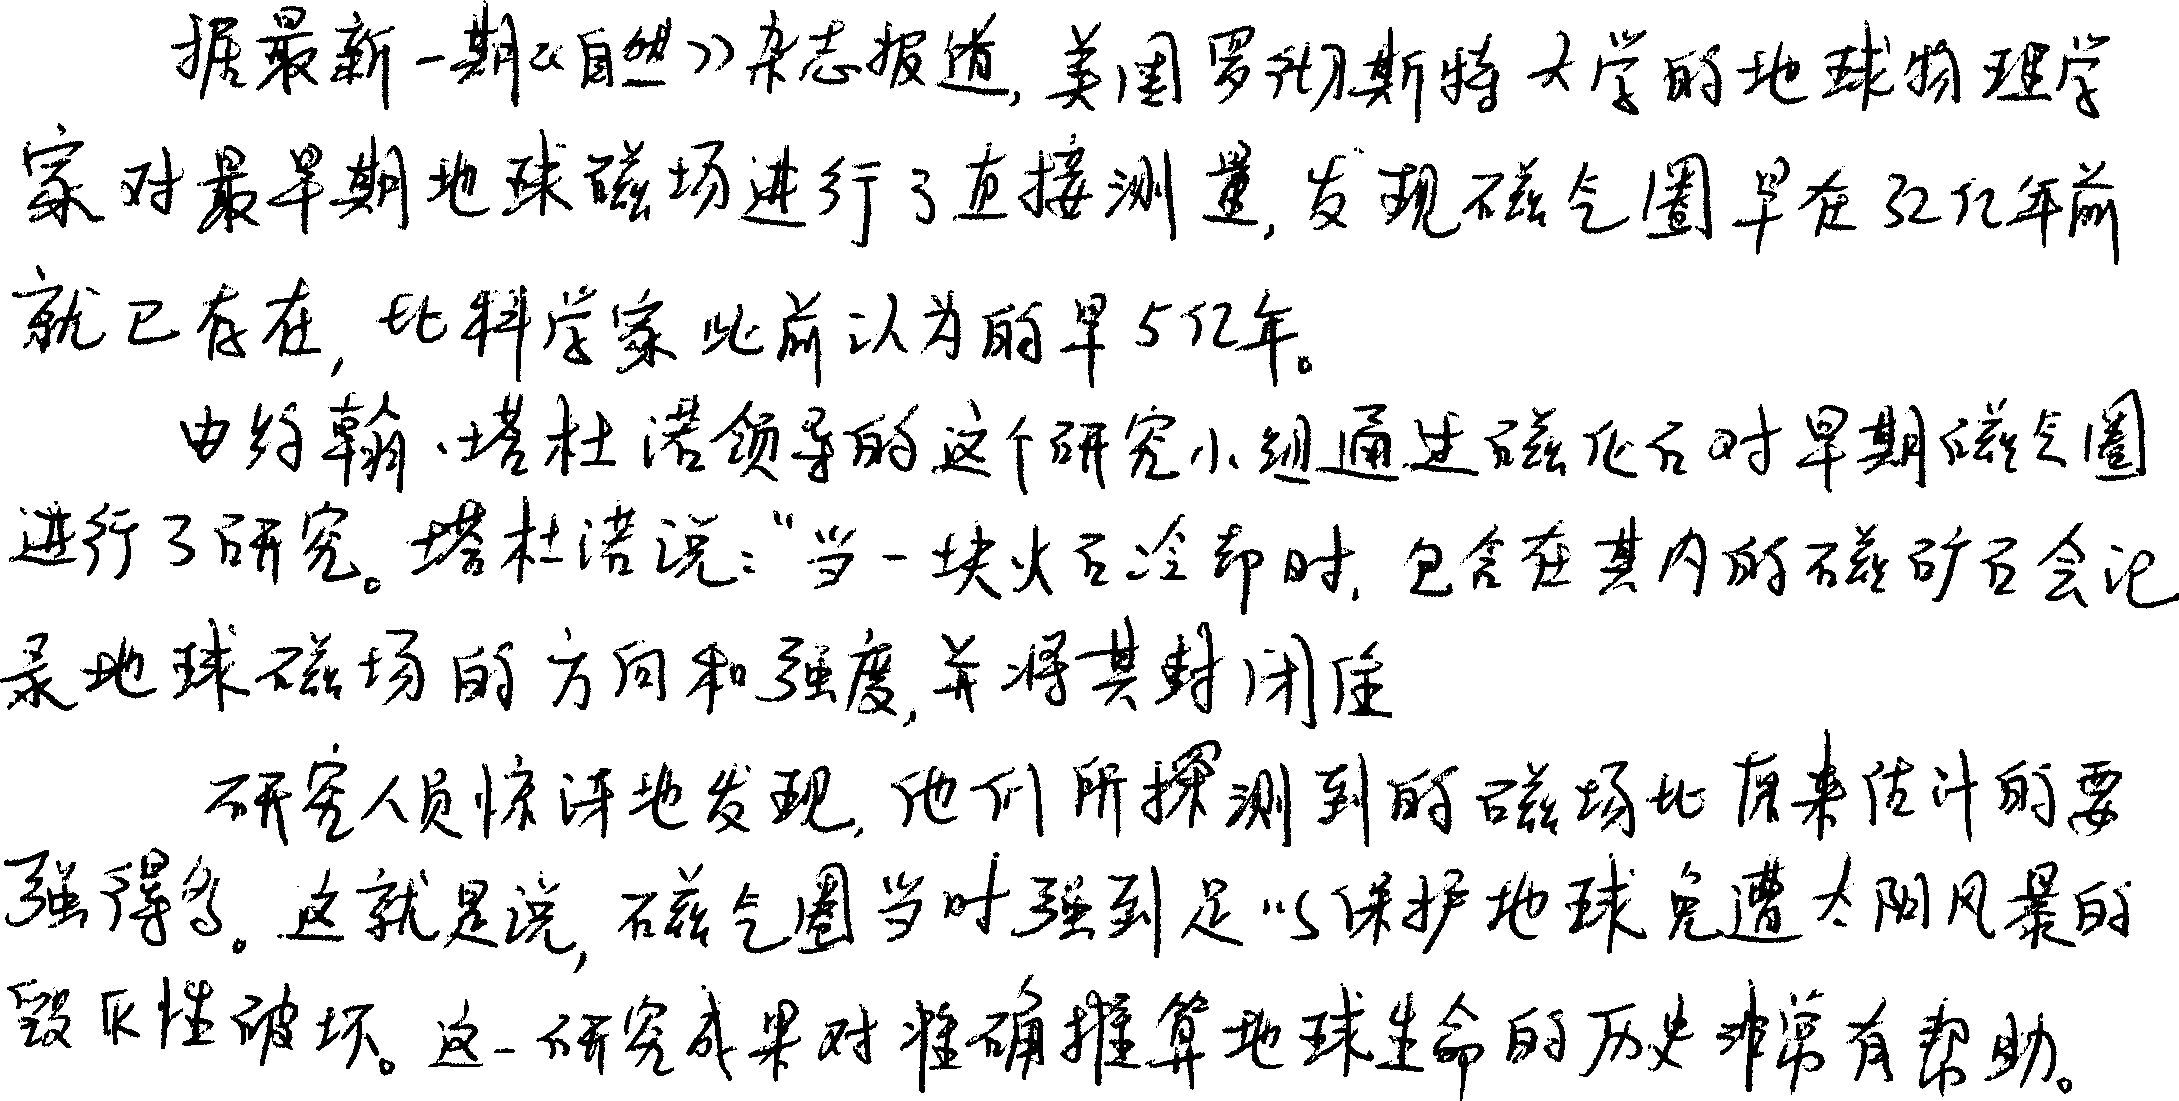 据最新一期《自然》杂志报道,美国罗彻斯特大学的地球物理学
家对最早期地球磁场进行了直接测量,发现磁气圈早在32亿年前
就已存在,比科学家此前认为的早5亿年。
由约翰·塔杜诺领导的这个研究小组通过磁化石对早期磁气圈
进行了研究。塔杜诺说:“当一块火石冷却时,包含在其内的磁矿石会记
录地球磁场的方向和强度,并将其封闭住
研究人员惊讶地发现,他们所探测到的磁场比原来估计的要
强得多。这就是说,磁气圈当时强到足以保护地球免遭太阳风暴的
毁灭性破坏。这一研究成果对准确推算地球生命的历史非常有帮助。